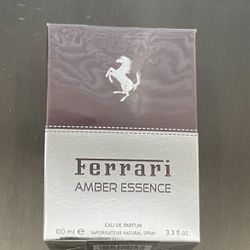 Ferrari
AMBER ESSENCE
EAU DE PARFUM
100 mL e VAPORISATEUR NATURAL SPRAY 3.3 fl.oz.